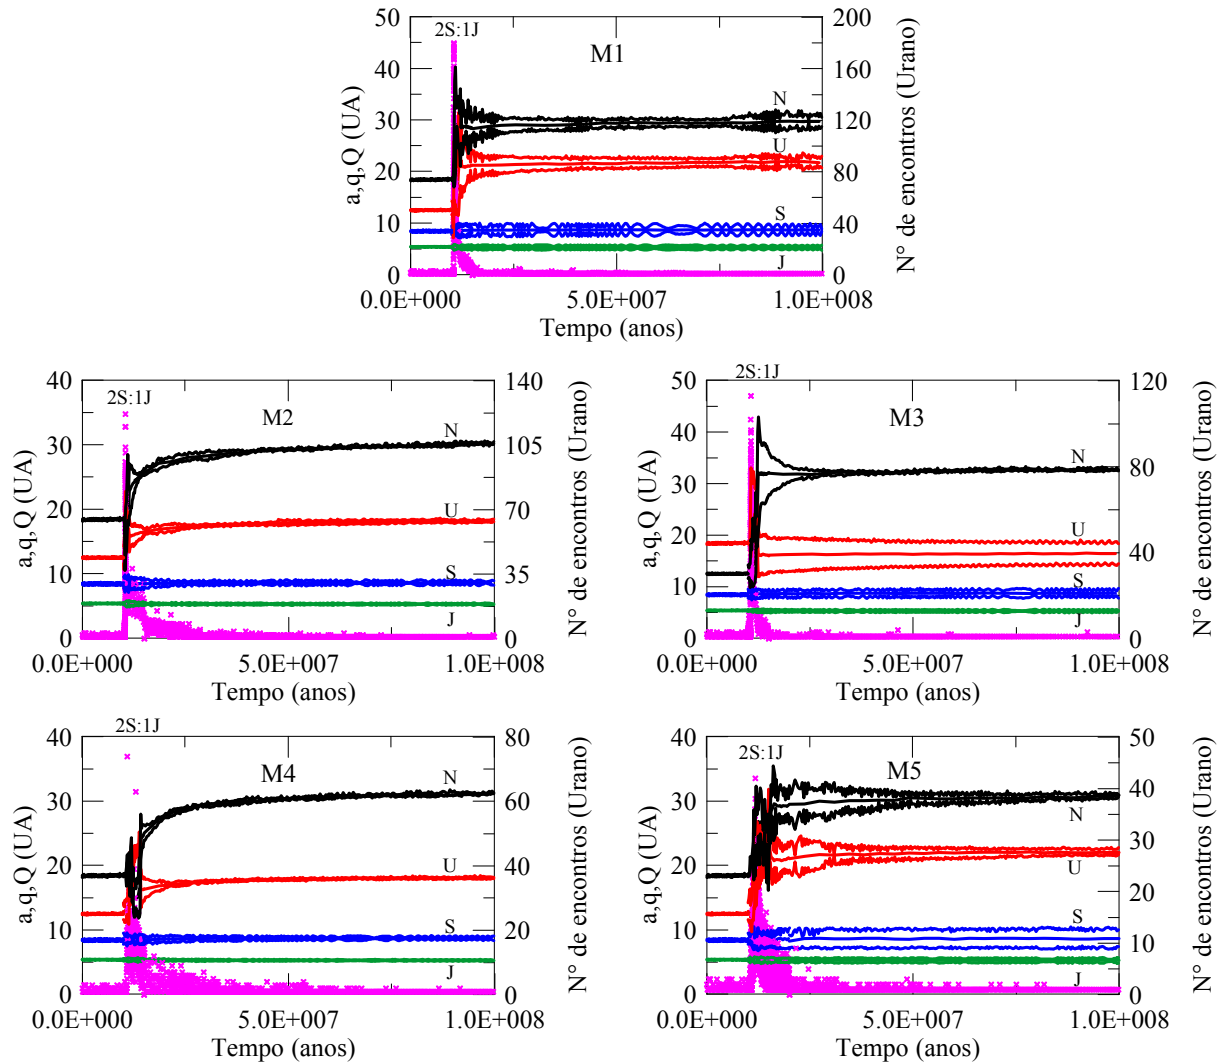 2S:1J
M1
50
40
30
20
10
0
a,q,Q (UA)
200
160
120
80
40
0
N° de encontros (Urano)
N
U
S
J
0.0E+000 5.0E+007 1.0E+008
Tempo (anos)
2S:1J
M2
40
30
20
10
0
a,q,Q (UA)
140
105
70
35
0
N° de encontros (Urano)
N
U
S
J
0.0E+000 5.0E+007 1.0E+008
Tempo (anos)
2S:1J
M3
50
40
30
20
10
0
a,q,Q (UA)
120
80
40
0
N° de encontros (Urano)
N
U
S
J
0.0E+000 5.0E+007 1.0E+008
Tempo (anos)
2S:1J
M4
40
30
20
10
0
a,q,Q (UA)
80
60
40
20
0
N° de encontros (Urano)
N
U
S
J
0.0E+000 5.0E+007 1.0E+008
Tempo (anos)
2S:1J
M5
40
30
20
10
0
a,q,Q (UA)
50
40
30
20
10
0
N° de encontros (Urano)
N
U
S
J
0.0E+000 5.0E+007 1.0E+008
Tempo (anos)